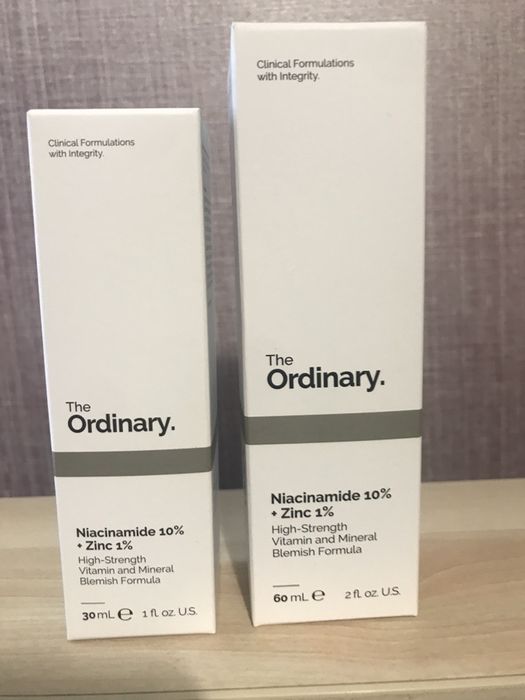 Clinical Formulations
with Integrity.
The
Ordinary.
Niacinamide 10%
+ Zinc 1%
High-Strength
Vitamin and Mineral
Blemish Formula
30 mL ℮ 1 fl. oz. U.S.
Clinical Formulations
with Integrity.
The
Ordinary.
Niacinamide 10%
+ Zinc 1%
High-Strength
Vitamin and Mineral
Blemish Formula
60 mL ℮ 2 fl. oz. U.S.